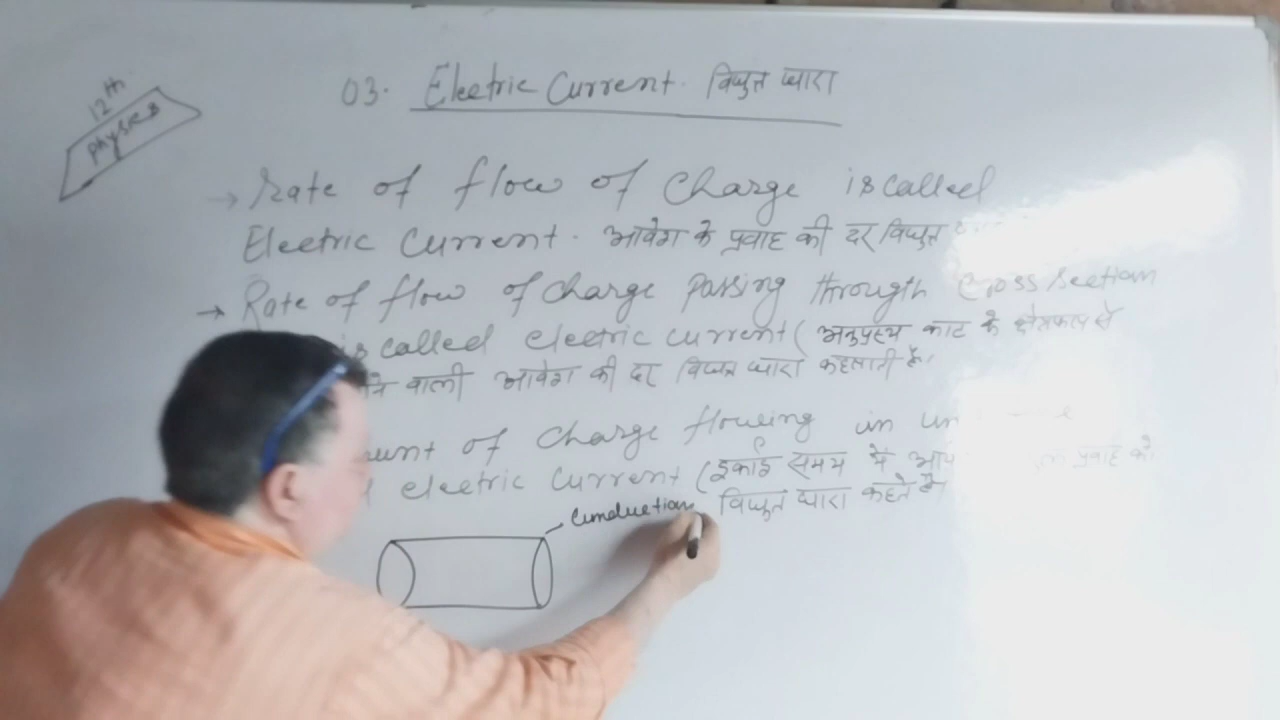 12th
Physics
03. Electric Current. विधुत धारा
→ Rate of flow of charge is called
Electric Current. आवेश के प्रवाह की दर विधुत
→ Rate of flow of charge passing through Cross section
is called electric current ( अनुप्रस्थ काट के क्षेत्रफल से
वाली आवेश की दर विधुत धारा कहलाती है।
of charge flowing in
electric current ( इकाई समय में प्रवाह को
विधुत धारा कहते है
Conduction